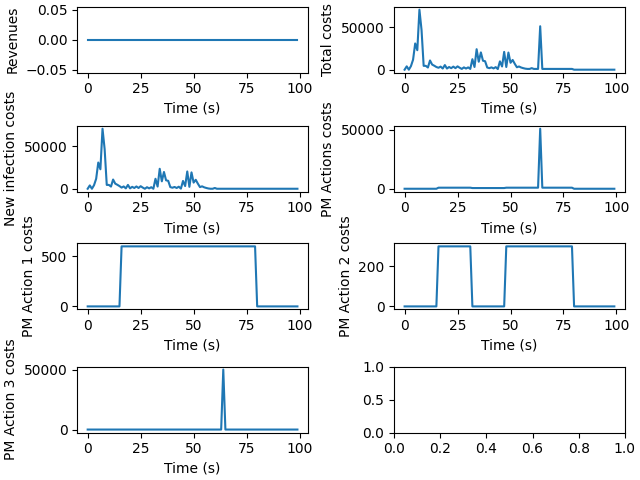 Revenues
0.05
0.00
−0.05
0 25 50 75 100
Time (s)
Total costs
50000
0
0 25 50 75 100
Time (s)
New infection costs
50000
0
0 25 50 75 100
Time (s)
PM Actions costs
50000
0
0 25 50 75 100
Time (s)
PM Action 1 costs
500
0
0 25 50 75 100
Time (s)
PM Action 2 costs
200
0
0 25 50 75 100
Time (s)
PM Action 3 costs
50000
0
0 25 50 75 100
Time (s)
1.0
0.5
0.0
0.0 0.2 0.4 0.6 0.8 1.0